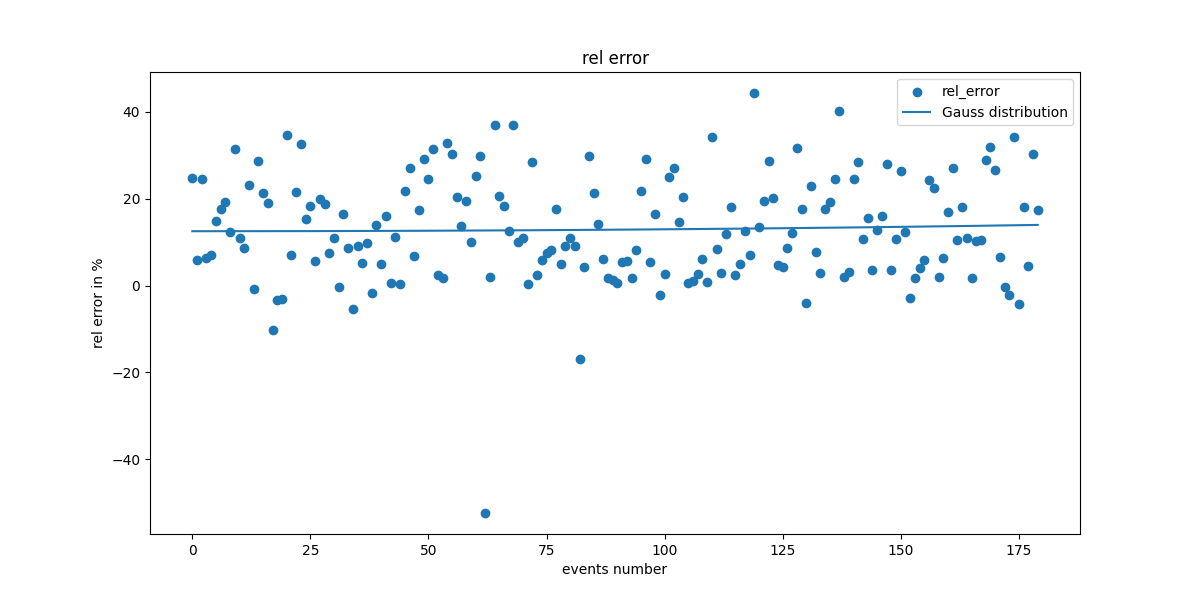 rel error
rel_error
Gauss distribution
40
20
0
−20
−40
rel error in %
0 25 50 75 100 125 150 175
events number